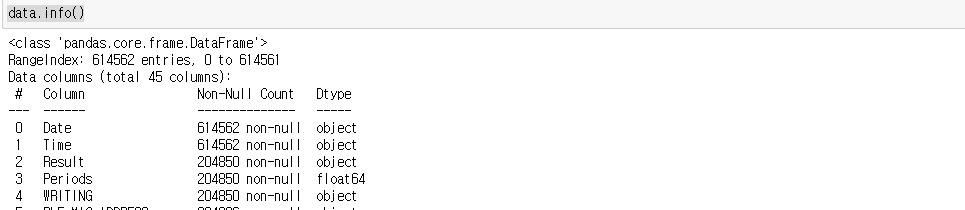 data.info()
<class 'pandas.core.frame.DataFrame'>
RangeIndex: 614562 entries, 0 to 614561
Data columns (total 45 columns):
 #   Column                Non-Null Count   Dtype
---  ------                --------------   -----
 0   Date                  614562 non-null  object
 1   Time                  614562 non-null  object
 2   Result                204850 non-null  object
 3   Periods               204850 non-null  float64
 4   WRITING               204850 non-null  object